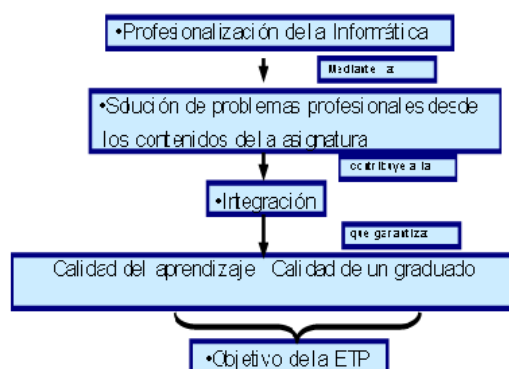 •Profesionalización de la Informática
Mediante la
•Solución de problemas profesionales desde
los contenidos de la asignatura
contribuye a la
•Integración
que garantiza
Calidad del aprendizaje Calidad de un graduado
•Objetivo de la ETP